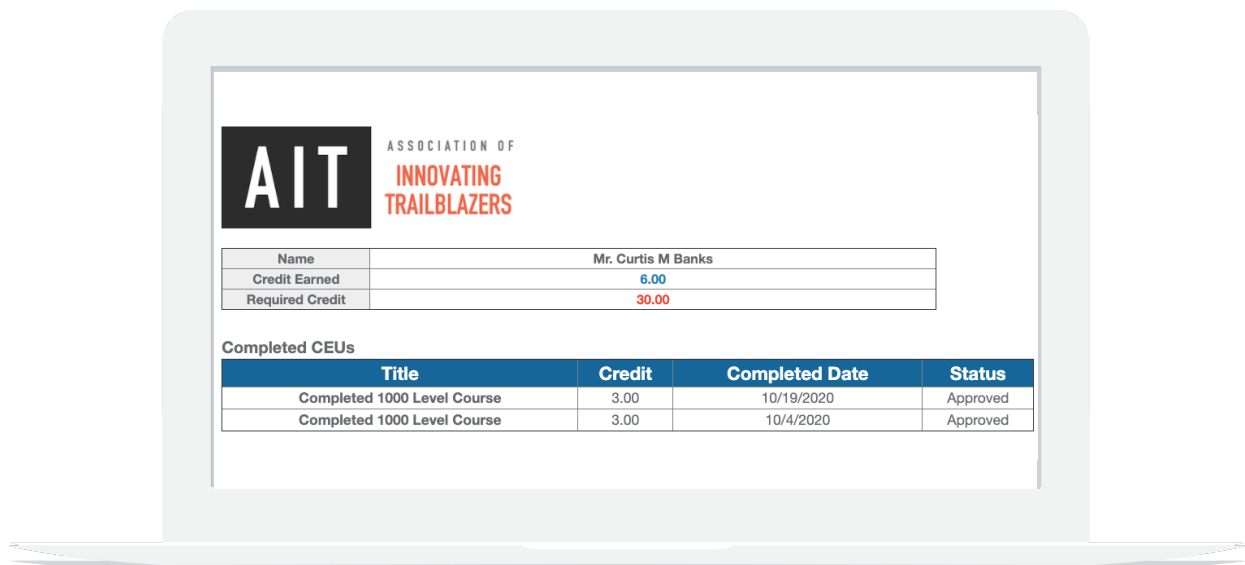 AIT
ASSOCIATION OF
INNOVATING
TRAILBLAZERS
Name Mr. Curtis M Banks
Credit Earned 6.00
Required Credit 30.00
Completed CEUs
Title Credit Completed Date Status
Completed 1000 Level Course 3.00 10/19/2020 Approved
Completed 1000 Level Course 3.00 10/4/2020 Approved